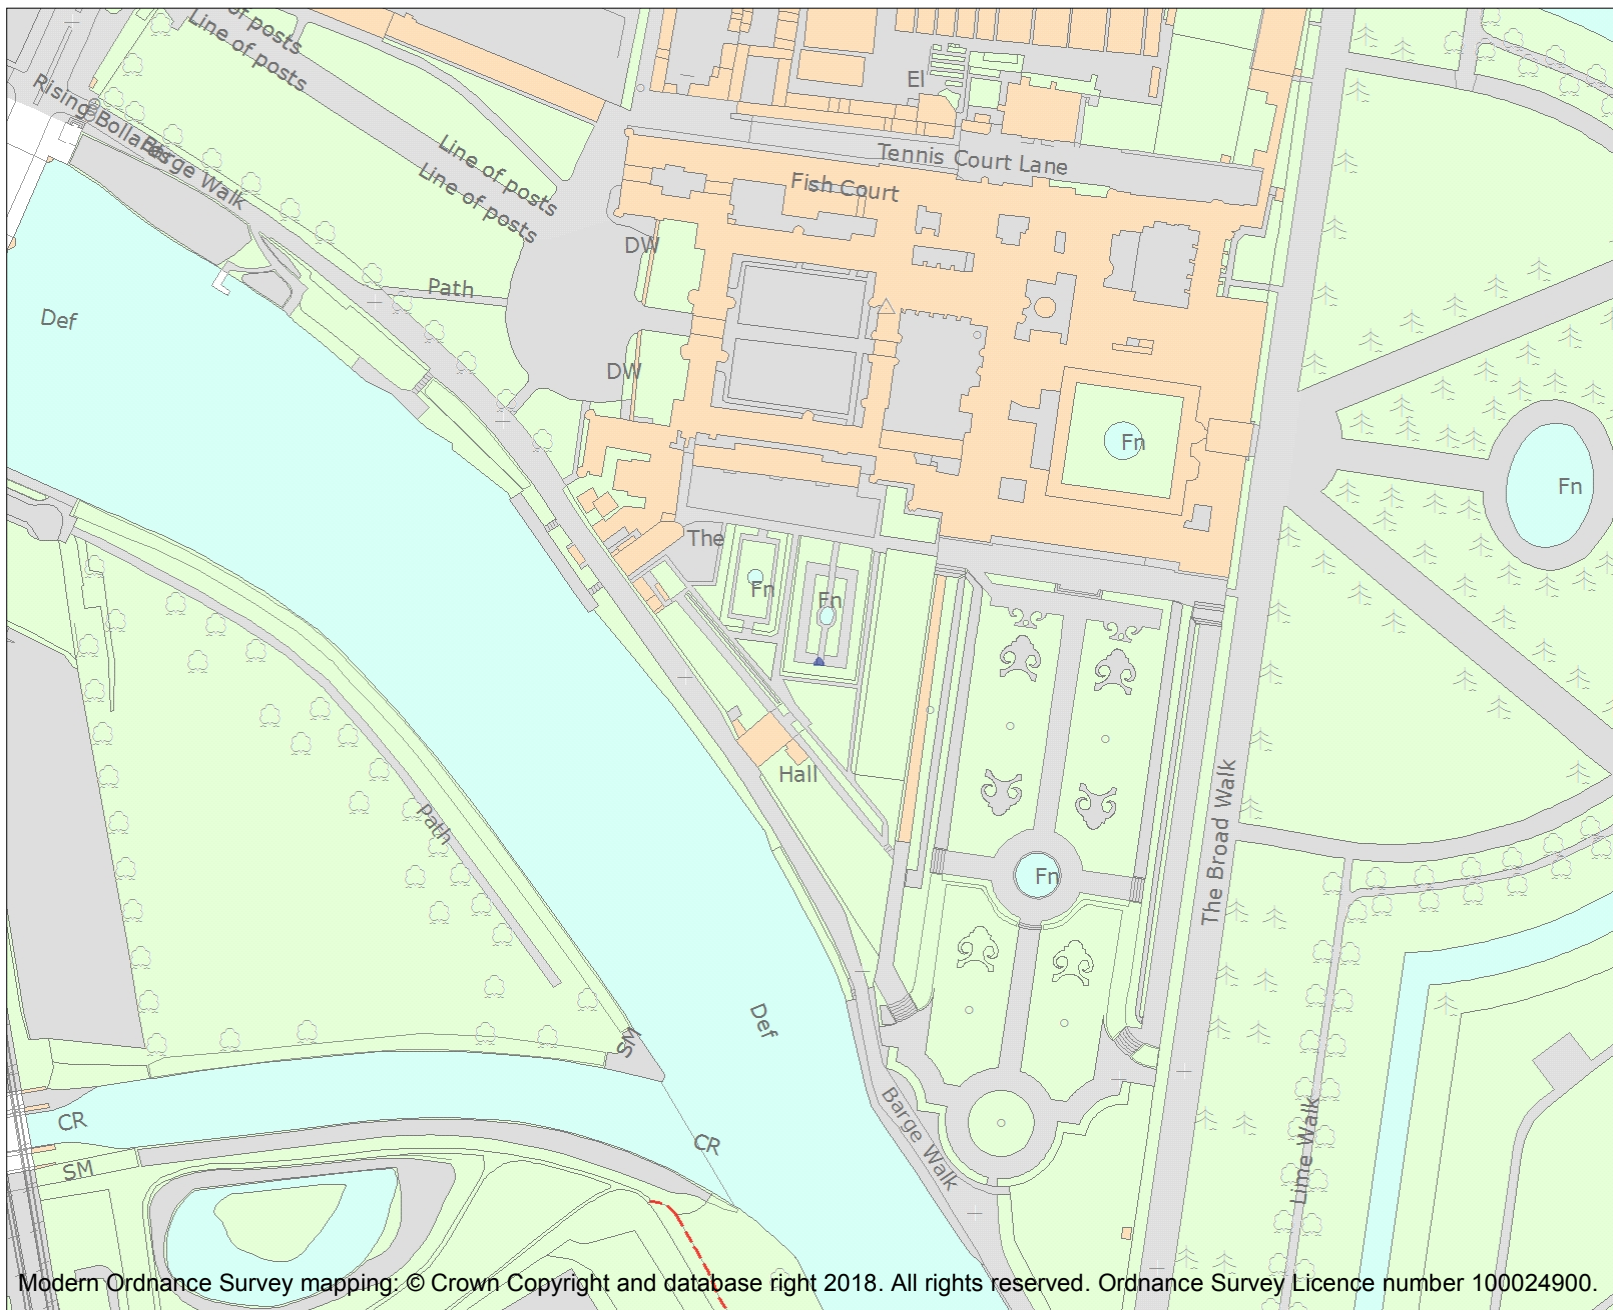 Line of posts
Line of posts
El
Rising Bollards
Barge Walk
Line of posts
Tennis Court Lane
Line of posts
Fish Court
DW
Path
Def
DW
Fn
Fn
The
Fn
Fn
Hall
Path
The Broad Walk
Fn
Def
SM
CR
Barge Walk
CR
Lime Walk
SM
Modern Ordnance Survey mapping: © Crown Copyright and database right 2018. All rights reserved. Ordnance Survey Licence number 100024900.